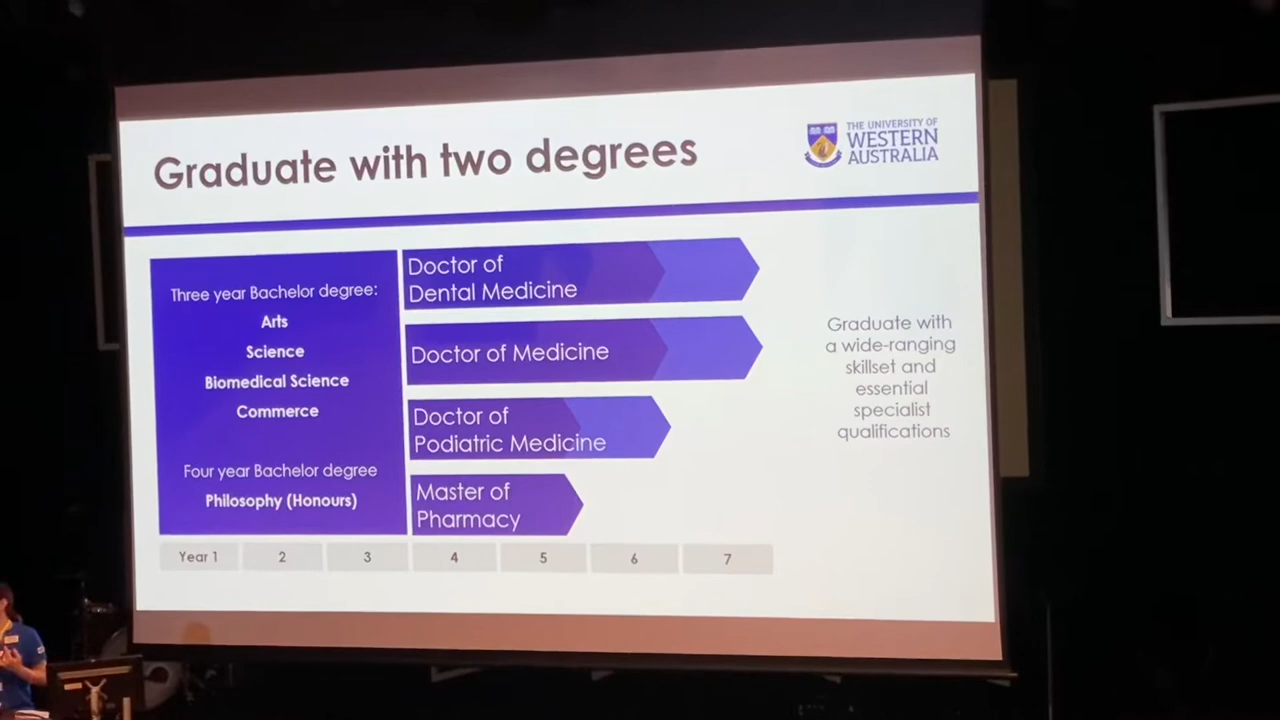 Graduate with two degrees
THE UNIVERSITY OF
WESTERN
AUSTRALIA
Three year Bachelor degree:
Arts
Science
Biomedical Science
Commerce
Four year Bachelor degree
Philosophy (Honours)
Doctor of
Dental Medicine
Doctor of Medicine
Doctor of
Podiatric Medicine
Master of
Pharmacy
Graduate with
a wide-ranging
skillset and
essential
specialist
qualifications
Year 1 2 3 4 5 6 7